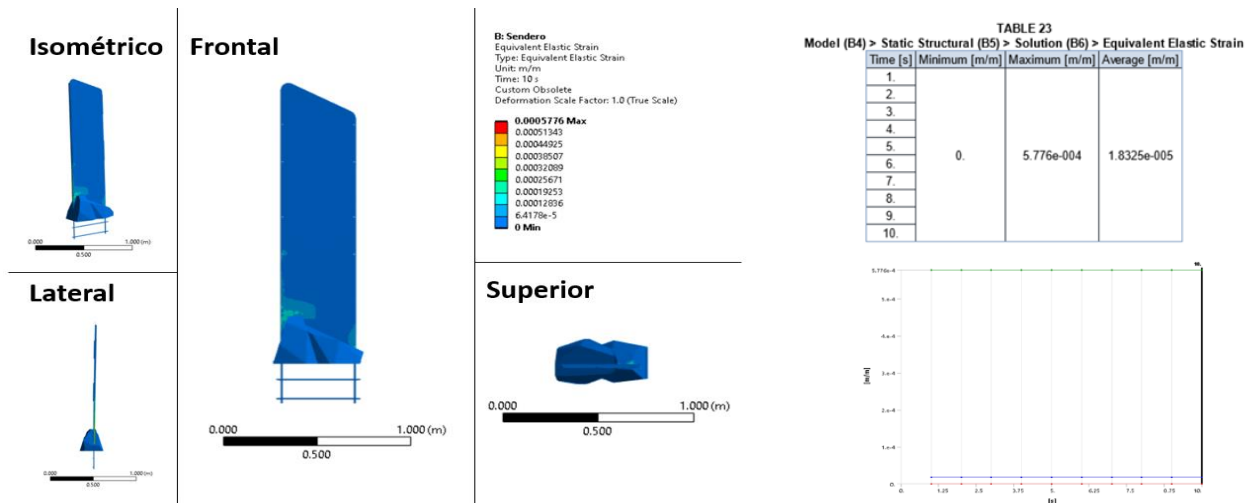 Isométrico
0.000
1.000 (m)
0.500
Lateral
0.000
1.000 (m)
0.500
Frontal
0.000
1.000 (m)
0.500
B: Sendero
Equivalent Elastic Strain
Type: Equivalent Elastic Strain
Unit: m/m
Time: 10 s
Custom Obsolete
Deformation Scale Factor: 1.0 (True Scale)
0.0005776 Max
0.00051343
0.00044925
0.00038507
0.00032089
0.00025671
0.00019253
0.00012836
6.4178e-5
0 Min
Superior
0.000
1.000 (m)
0.500
TABLE 23
Model (B4) > Static Structural (B5) > Solution (B6) > Equivalent Elastic Strain
Time [s] Minimum [m/m] Maximum [m/m] Average [m/m]
1.
2.
3.
4.
5.
6.
7.
8.
9.
10.
0. 5.776e-004 1.8325e-005
10.
5.776e-4
5.e-4
4.e-4
3.e-4
2.e-4
1.e-4
0.
[m/m]
0. 1.25 2.5 3.75 5. 6.25 7.5 8.75 10.
[s]